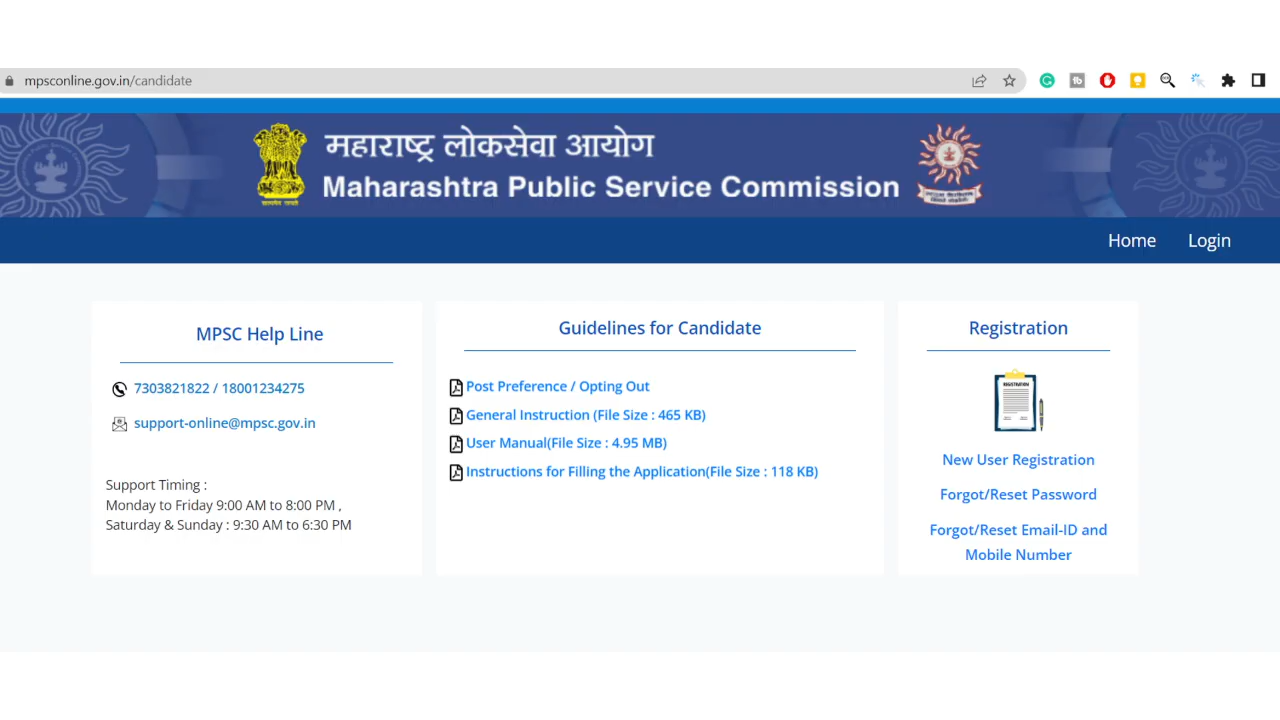 mpsconline.gov.in/candidate
महाराष्ट्र लोकसेवा आयोग
Maharashtra Public Service Commission
Home
Login
MPSC Help Line
7303821822 / 18001234275
support-online@mpsc.gov.in
Support Timing :
Monday to Friday 9:00 AM to 8:00 PM ,
Saturday & Sunday : 9:30 AM to 6:30 PM
Guidelines for Candidate
Post Preference / Opting Out
General Instruction (File Size : 465 KB)
User Manual(File Size : 4.95 MB)
Instructions for Filling the Application(File Size : 118 KB)
Registration
REGISTRATION
New User Registration
Forgot/Reset Password
Forgot/Reset Email-ID and
Mobile Number